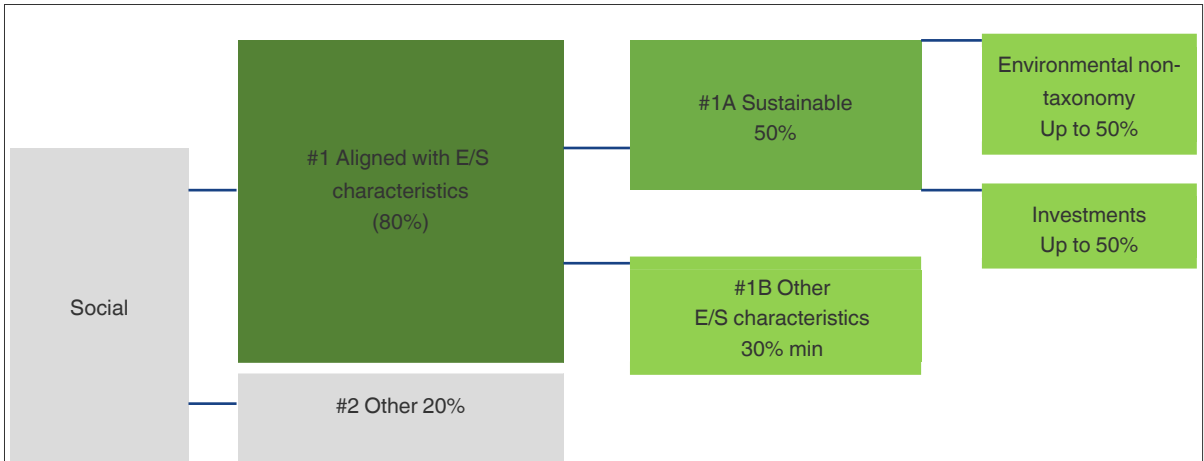 Social
#1 Aligned with E/S
characteristics
(80%)
#2 Other 20%
#1A Sustainable
50%
#1B Other
E/S characteristics
30% min
Environmental non-
taxonomy
Up to 50%
Investments
Up to 50%